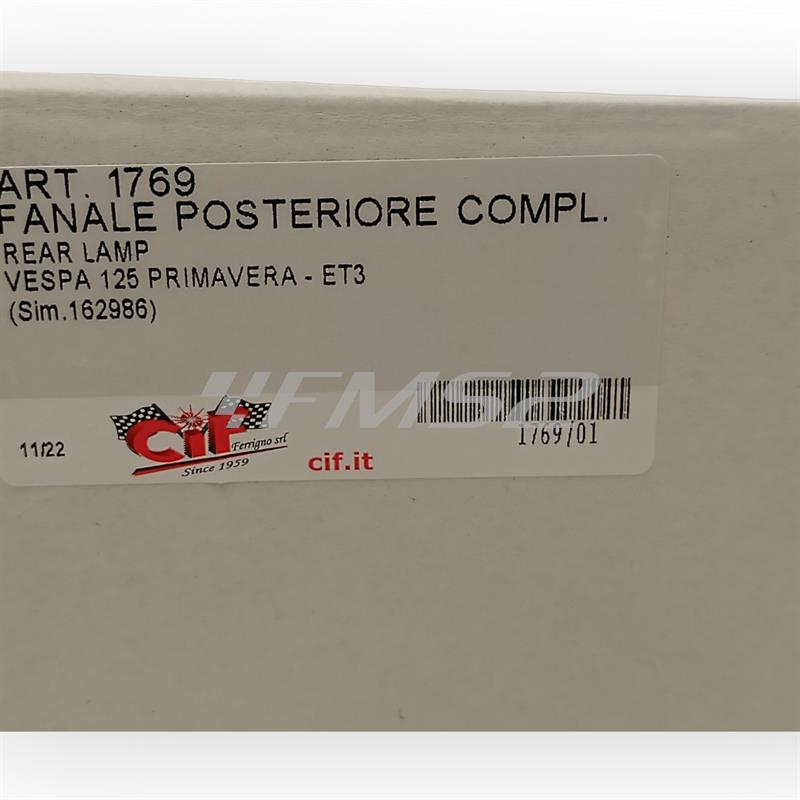 ART. 1769
FANALE POSTERIORE COMPL.
REAR LAMP
VESPA 125 PRIMAVERA - ET3
(Sim.162986)
FMS2
11/22
CiF
Ferrigno srl
Since 1959
cif.it
1769/01